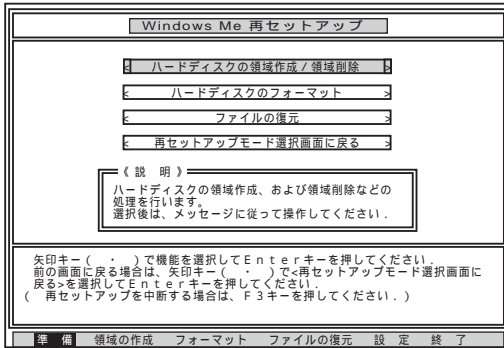 Windows Me 再セットアップ
< ハードディスクの領域作成/領域削除 >
< ハードディスクのフォーマット >
< ファイルの復元 >
< 再セットアップモード選択画面に戻る >
《説 明》
ハードディスクの領域作成、および領域削除などの
処理を行います.
選択後は、メッセージに従って操作してください.
矢印キー( ・ )で機能を選択してEnterキーを押してください.
前の画面に戻る場合は、矢印キー( ・ )で<再セットアップモード選択画面に
戻る>を選択してEnterキーを押してください.
( 再セットアップを中断する場合は、F3キーを押してください.)
準 備 領域の作成 フォーマット ファイルの復元 設 定 終 了